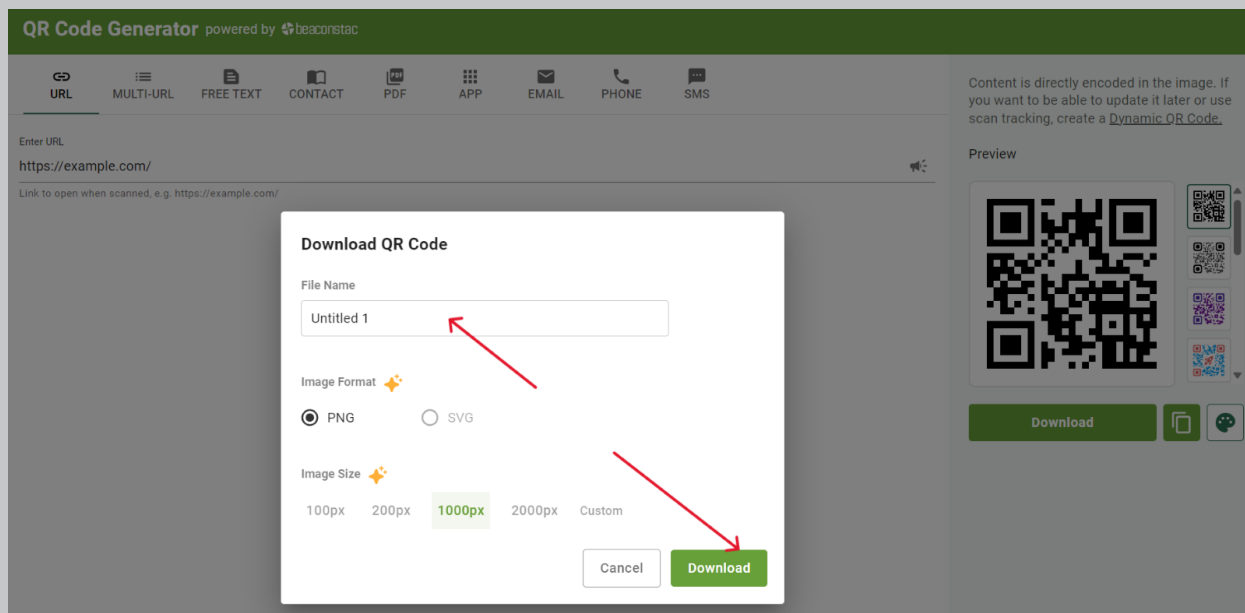 QR Code Generator powered by beaconstac
URL
MULTI-URL
FREE TEXT
CONTACT
PDF
PDF
APP
EMAIL
PHONE
SMS
Enter URL
https://example.com/
Link to open when scanned, e.g. https://example.com/
Content is directly encoded in the image. If
you want to be able to update it later or use
scan tracking, create a Dynamic QR Code.
Preview
Download
Download QR Code
File Name
Untitled 1
Image Format
PNG
SVG
Image Size
100px
200px
1000px
2000px
Custom
Cancel
Download